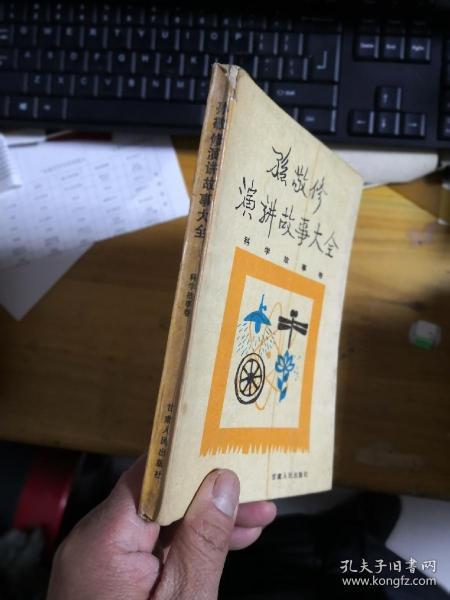 孙敬修演讲故事大全
科学故事卷
甘肃人民出版社
孙敬修
演讲故事大全
科学故事卷
甘肃人民出版社
孔夫子旧书网
www.kongfz.com